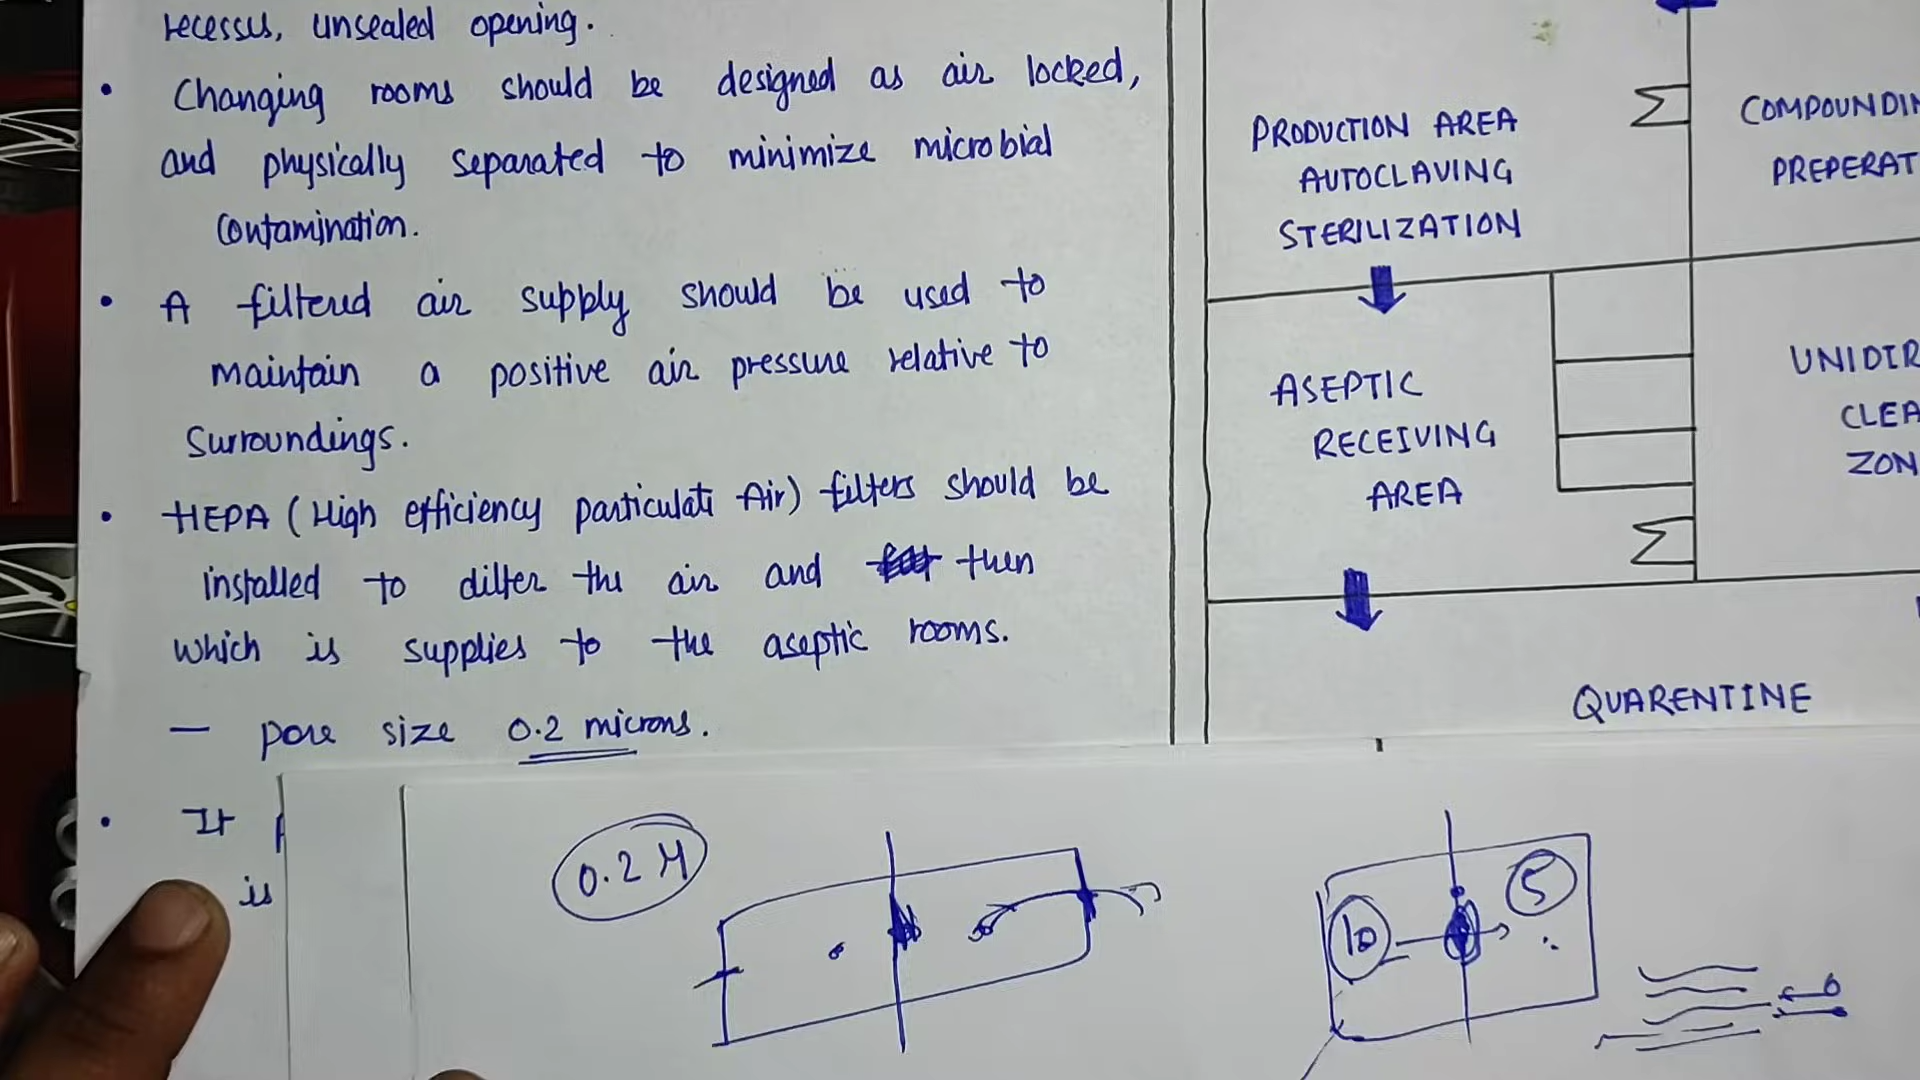 recesses, unsealed opening.
• Changing rooms should be designed as air locked,
and physically separated to minimize microbial
Contamination.
• A filtered air supply should be used to
maintain a positive air pressure relative to
Surroundings.
• HEPA (High efficiency particulati Air) filters should be
installed to dilter the air and then
which is supplies to the aseptic rooms.
— pore size 0.2 microns.
• It
is
PRODUCTION AREA
AUTOCLAVING
STERILIZATION
COMPOUNDIN
PREPERAT
ASEPTIC
RECEIVING
AREA
UNIDIR
CLEA
ZON
QUARENTINE
0.2 M
10
5